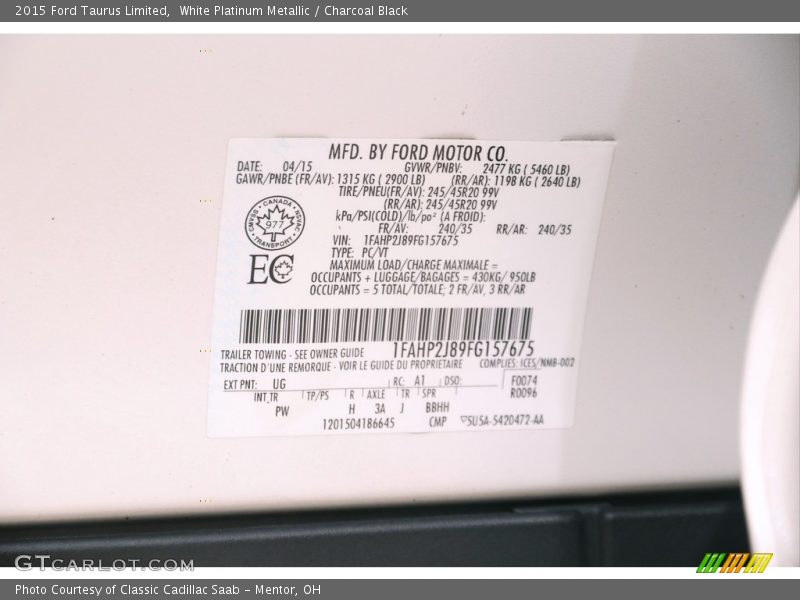 2015 Ford Taurus Limited,  White Platinum Metallic / Charcoal Black
MFD. BY FORD MOTOR CO.
DATE: 04/15 GVWR/PNBV: 2477 KG ( 5460 LB)
GAWR/PNBE (FR/AV): 1315 KG ( 2900 LB) (RR/AR): 1198 KG ( 2640 LB)
TIRE/PNEU(FR/AV): 245/45R20 99V
(RR/AR): 245/45R20 99V
kPa/PSI(COLD)/lb/po² (A FROID):
FR/AV: 240/35 RR/AR: 240/35
VIN: 1FAHP2J89FG157675
TYPE: PC/VT
MAXIMUM LOAD/CHARGE MAXIMALE =
OCCUPANTS + LUGGAGE/BAGAGES = 430KG/ 950LB
OCCUPANTS = 5 TOTAL/TOTALE; 2 FR/AV, 3 RR/AR
CANADA
977
TRANSPORT
EC
1FAHP2J89FG157675
TRAILER TOWING - SEE OWNER GUIDE
TRACTION D'UNE REMORQUE - VOIR LE GUIDE DU PROPRIETAIRE COMPLIES: ICES/NMB-002
EXT PNT: UG RC: A1 DSO: F0074
INT.TR TP/PS R AXLE TR SPR R0096
PW H 3A J BBHH
1201504186645 CMP 5U5A-5420472-AA
GTCARLOT.COM
Photo Courtesy of Classic Cadillac Saab - Mentor, OH